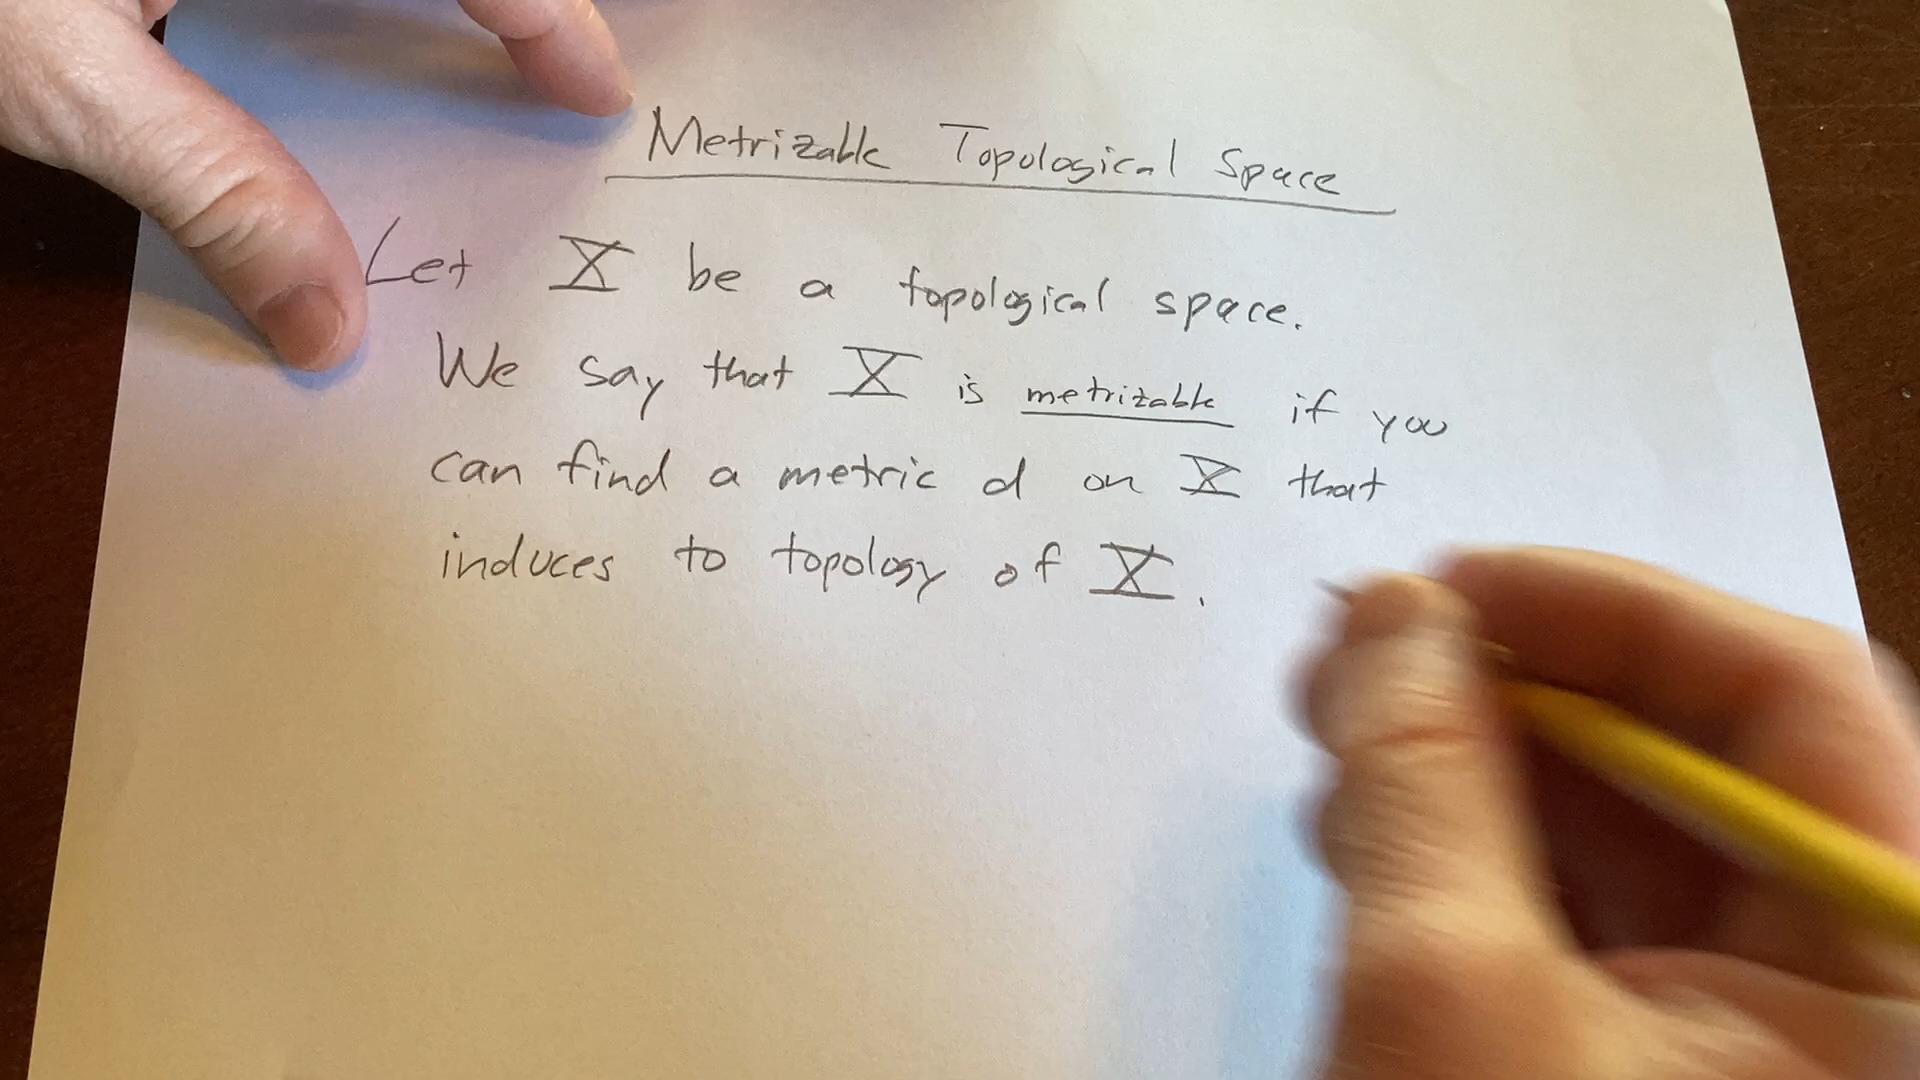 Metrizable Topological Space
Let X be a topological space.
We say that X is metrizable if you
can find a metric d on X that
induces to topology of X.